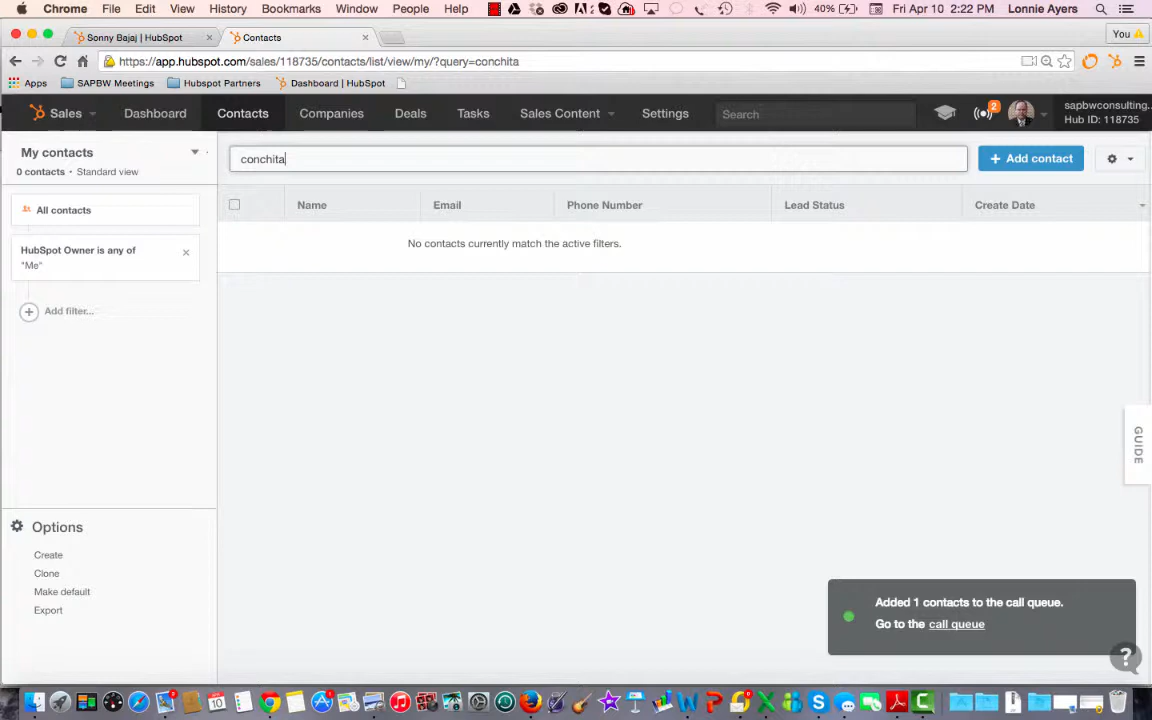 Chrome File Edit View History Bookmarks Window People Help 40% Fri Apr 10 2:22 PM Lonnie Ayers
Sonny Bajaj | HubSpot × Contacts × You
https://app.hubspot.com/sales/118735/contacts/list/view/my/?query=conchita
Apps SAPBW Meetings Hubspot Partners Dashboard | HubSpot
Sales Dashboard Contacts Companies Deals Tasks Sales Content Settings Search 2 sapbwconsulting.
Hub ID: 118735
My contacts
0 contacts • Standard view
conchita
+ Add contact
All contacts
Name Email Phone Number Lead Status Create Date
HubSpot Owner is any of
"Me"
No contacts currently match the active filters.
Add filter...
GUIDE
Options
Create
Clone
Make default
Export
Added 1 contacts to the call queue.
Go to the call queue
?